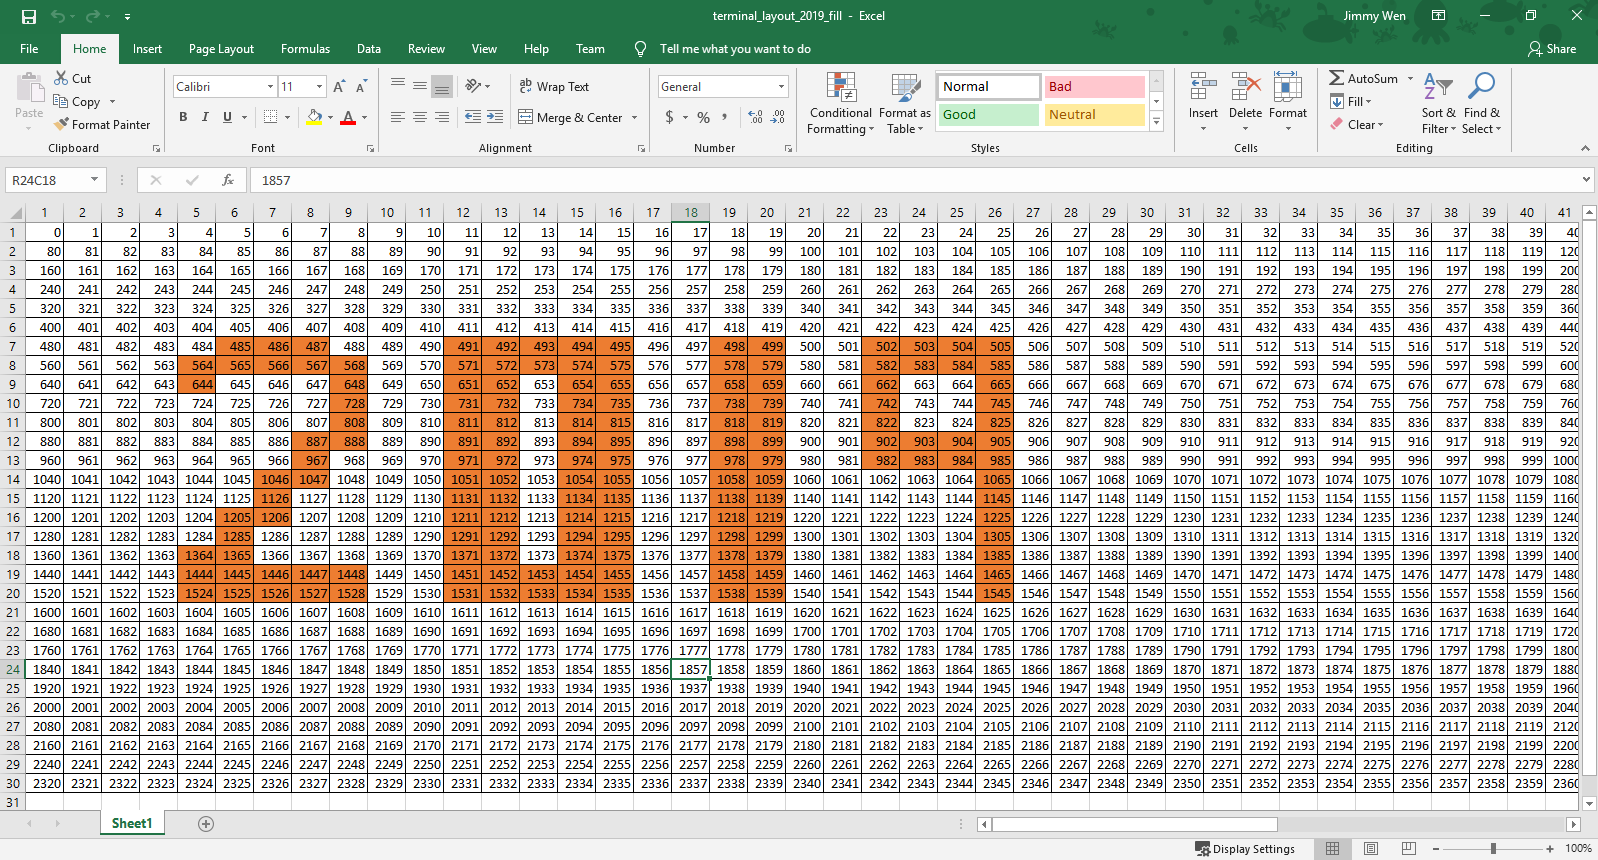 terminal_layout_2019_fill - Excel
Jimmy Wen
File Home Insert Page Layout Formulas Data Review View Help Team Tell me what you want to do Share
Paste Cut Copy Format Painter Clipboard
Calibri 11 A A B I U A Font
Wrap Text Merge & Center Alignment
General $ % , .00 Number
Conditional Formatting Format as Table Normal Bad Good Neutral Styles
Insert Delete Format Cells
AutoSum Fill Clear Sort & Filter Find & Select Editing
R24C18 fx 1857
1 2 3 4 5 6 7 8 9 10 11 12 13 14 15 16 17 18 19 20 21 22 23 24 25 26 27 28 29 30 31 32 33 34 35 36 37 38 39 40 41
1 0 1 2 3 4 5 6 7 8 9 10 11 12 13 14 15 16 17 18 19 20 21 22 23 24 25 26 27 28 29 30 31 32 33 34 35 36 37 38 39 40
2 80 81 82 83 84 85 86 87 88 89 90 91 92 93 94 95 96 97 98 99 100 101 102 103 104 105 106 107 108 109 110 111 112 113 114 115 116 117 118 119 120
3 160 161 162 163 164 165 166 167 168 169 170 171 172 173 174 175 176 177 178 179 180 181 182 183 184 185 186 187 188 189 190 191 192 193 194 195 196 197 198 199 200
4 240 241 242 243 244 245 246 247 248 249 250 251 252 253 254 255 256 257 258 259 260 261 262 263 264 265 266 267 268 269 270 271 272 273 274 275 276 277 278 279 280
5 320 321 322 323 324 325 326 327 328 329 330 331 332 333 334 335 336 337 338 339 340 341 342 343 344 345 346 347 348 349 350 351 352 353 354 355 356 357 358 359 360
6 400 401 402 403 404 405 406 407 408 409 410 411 412 413 414 415 416 417 418 419 420 421 422 423 424 425 426 427 428 429 430 431 432 433 434 435 436 437 438 439 440
7 480 481 482 483 484 485 486 487 488 489 490 491 492 493 494 495 496 497 498 499 500 501 502 503 504 505 506 507 508 509 510 511 512 513 514 515 516 517 518 519 520
8 560 561 562 563 564 565 566 567 568 569 570 571 572 573 574 575 576 577 578 579 580 581 582 583 584 585 586 587 588 589 590 591 592 593 594 595 596 597 598 599 600
9 640 641 642 643 644 645 646 647 648 649 650 651 652 653 654 655 656 657 658 659 660 661 662 663 664 665 666 667 668 669 670 671 672 673 674 675 676 677 678 679 680
10 720 721 722 723 724 725 726 727 728 729 730 731 732 733 734 735 736 737 738 739 740 741 742 743 744 745 746 747 748 749 750 751 752 753 754 755 756 757 758 759 760
11 800 801 802 803 804 805 806 807 808 809 810 811 812 813 814 815 816 817 818 819 820 821 822 823 824 825 826 827 828 829 830 831 832 833 834 835 836 837 838 839 840
12 880 881 882 883 884 885 886 887 888 889 890 891 892 893 894 895 896 897 898 899 900 901 902 903 904 905 906 907 908 909 910 911 912 913 914 915 916 917 918 919 920
13 960 961 962 963 964 965 966 967 968 969 970 971 972 973 974 975 976 977 978 979 980 981 982 983 984 985 986 987 988 989 990 991 992 993 994 995 996 997 998 999 1000
14 1040 1041 1042 1043 1044 1045 1046 1047 1048 1049 1050 1051 1052 1053 1054 1055 1056 1057 1058 1059 1060 1061 1062 1063 1064 1065 1066 1067 1068 1069 1070 1071 1072 1073 1074 1075 1076 1077 1078 1079 1080
15 1120 1121 1122 1123 1124 1125 1126 1127 1128 1129 1130 1131 1132 1133 1134 1135 1136 1137 1138 1139 1140 1141 1142 1143 1144 1145 1146 1147 1148 1149 1150 1151 1152 1153 1154 1155 1156 1157 1158 1159 1160
16 1200 1201 1202 1203 1204 1205 1206 1207 1208 1209 1210 1211 1212 1213 1214 1215 1216 1217 1218 1219 1220 1221 1222 1223 1224 1225 1226 1227 1228 1229 1230 1231 1232 1233 1234 1235 1236 1237 1238 1239 1240
17 1280 1281 1282 1283 1284 1285 1286 1287 1288 1289 1290 1291 1292 1293 1294 1295 1296 1297 1298 1299 1300 1301 1302 1303 1304 1305 1306 1307 1308 1309 1310 1311 1312 1313 1314 1315 1316 1317 1318 1319 1320
18 1360 1361 1362 1363 1364 1365 1366 1367 1368 1369 1370 1371 1372 1373 1374 1375 1376 1377 1378 1379 1380 1381 1382 1383 1384 1385 1386 1387 1388 1389 1390 1391 1392 1393 1394 1395 1396 1397 1398 1399 1400
19 1440 1441 1442 1443 1444 1445 1446 1447 1448 1449 1450 1451 1452 1453 1454 1455 1456 1457 1458 1459 1460 1461 1462 1463 1464 1465 1466 1467 1468 1469 1470 1471 1472 1473 1474 1475 1476 1477 1478 1479 1480
20 1520 1521 1522 1523 1524 1525 1526 1527 1528 1529 1530 1531 1532 1533 1534 1535 1536 1537 1538 1539 1540 1541 1542 1543 1544 1545 1546 1547 1548 1549 1550 1551 1552 1553 1554 1555 1556 1557 1558 1559 1560
21 1600 1601 1602 1603 1604 1605 1606 1607 1608 1609 1610 1611 1612 1613 1614 1615 1616 1617 1618 1619 1620 1621 1622 1623 1624 1625 1626 1627 1628 1629 1630 1631 1632 1633 1634 1635 1636 1637 1638 1639 1640
22 1680 1681 1682 1683 1684 1685 1686 1687 1688 1689 1690 1691 1692 1693 1694 1695 1696 1697 1698 1699 1700 1701 1702 1703 1704 1705 1706 1707 1708 1709 1710 1711 1712 1713 1714 1715 1716 1717 1718 1719 1720
23 1760 1761 1762 1763 1764 1765 1766 1767 1768 1769 1770 1771 1772 1773 1774 1775 1776 1777 1778 1779 1780 1781 1782 1783 1784 1785 1786 1787 1788 1789 1790 1791 1792 1793 1794 1795 1796 1797 1798 1799 1800
24 1840 1841 1842 1843 1844 1845 1846 1847 1848 1849 1850 1851 1852 1853 1854 1855 1856 1857 1858 1859 1860 1861 1862 1863 1864 1865 1866 1867 1868 1869 1870 1871 1872 1873 1874 1875 1876 1877 1878 1879 1880
25 1920 1921 1922 1923 1924 1925 1926 1927 1928 1929 1930 1931 1932 1933 1934 1935 1936 1937 1938 1939 1940 1941 1942 1943 1944 1945 1946 1947 1948 1949 1950 1951 1952 1953 1954 1955 1956 1957 1958 1959 1960
26 2000 2001 2002 2003 2004 2005 2006 2007 2008 2009 2010 2011 2012 2013 2014 2015 2016 2017 2018 2019 2020 2021 2022 2023 2024 2025 2026 2027 2028 2029 2030 2031 2032 2033 2034 2035 2036 2037 2038 2039 2040
27 2080 2081 2082 2083 2084 2085 2086 2087 2088 2089 2090 2091 2092 2093 2094 2095 2096 2097 2098 2099 2100 2101 2102 2103 2104 2105 2106 2107 2108 2109 2110 2111 2112 2113 2114 2115 2116 2117 2118 2119 2120
28 2160 2161 2162 2163 2164 2165 2166 2167 2168 2169 2170 2171 2172 2173 2174 2175 2176 2177 2178 2179 2180 2181 2182 2183 2184 2185 2186 2187 2188 2189 2190 2191 2192 2193 2194 2195 2196 2197 2198 2199 2200
29 2240 2241 2242 2243 2244 2245 2246 2247 2248 2249 2250 2251 2252 2253 2254 2255 2256 2257 2258 2259 2260 2261 2262 2263 2264 2265 2266 2267 2268 2269 2270 2271 2272 2273 2274 2275 2276 2277 2278 2279 2280
30 2320 2321 2322 2323 2324 2325 2326 2327 2328 2329 2330 2331 2332 2333 2334 2335 2336 2337 2338 2339 2340 2341 2342 2343 2344 2345 2346 2347 2348 2349 2350 2351 2352 2353 2354 2355 2356 2357 2358 2359 2360
31
Sheet1
Display Settings 100%